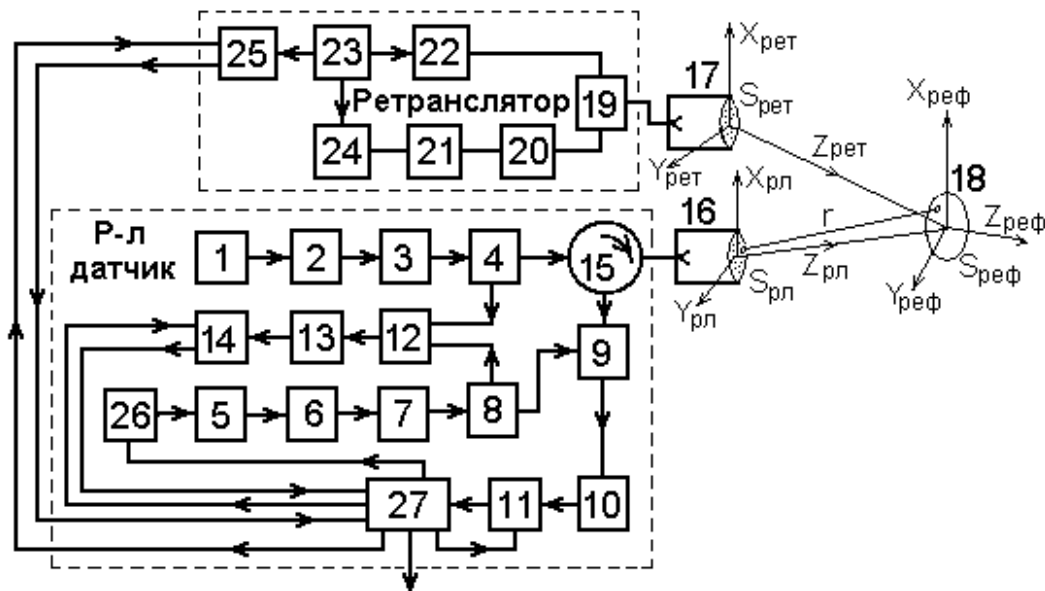 25 23 22
Ретранслятор
19
24 21 20
17
Xрет
Sрет
Yрет
Zрет
Xреф
18
Zреф
Sреф
Yреф
r
16
Xрл
Zрл
Sрл
Yрл
Р-л
датчик
1 2 3 4 15
14 13 12 9
26 5 6 7 8
27 11 10